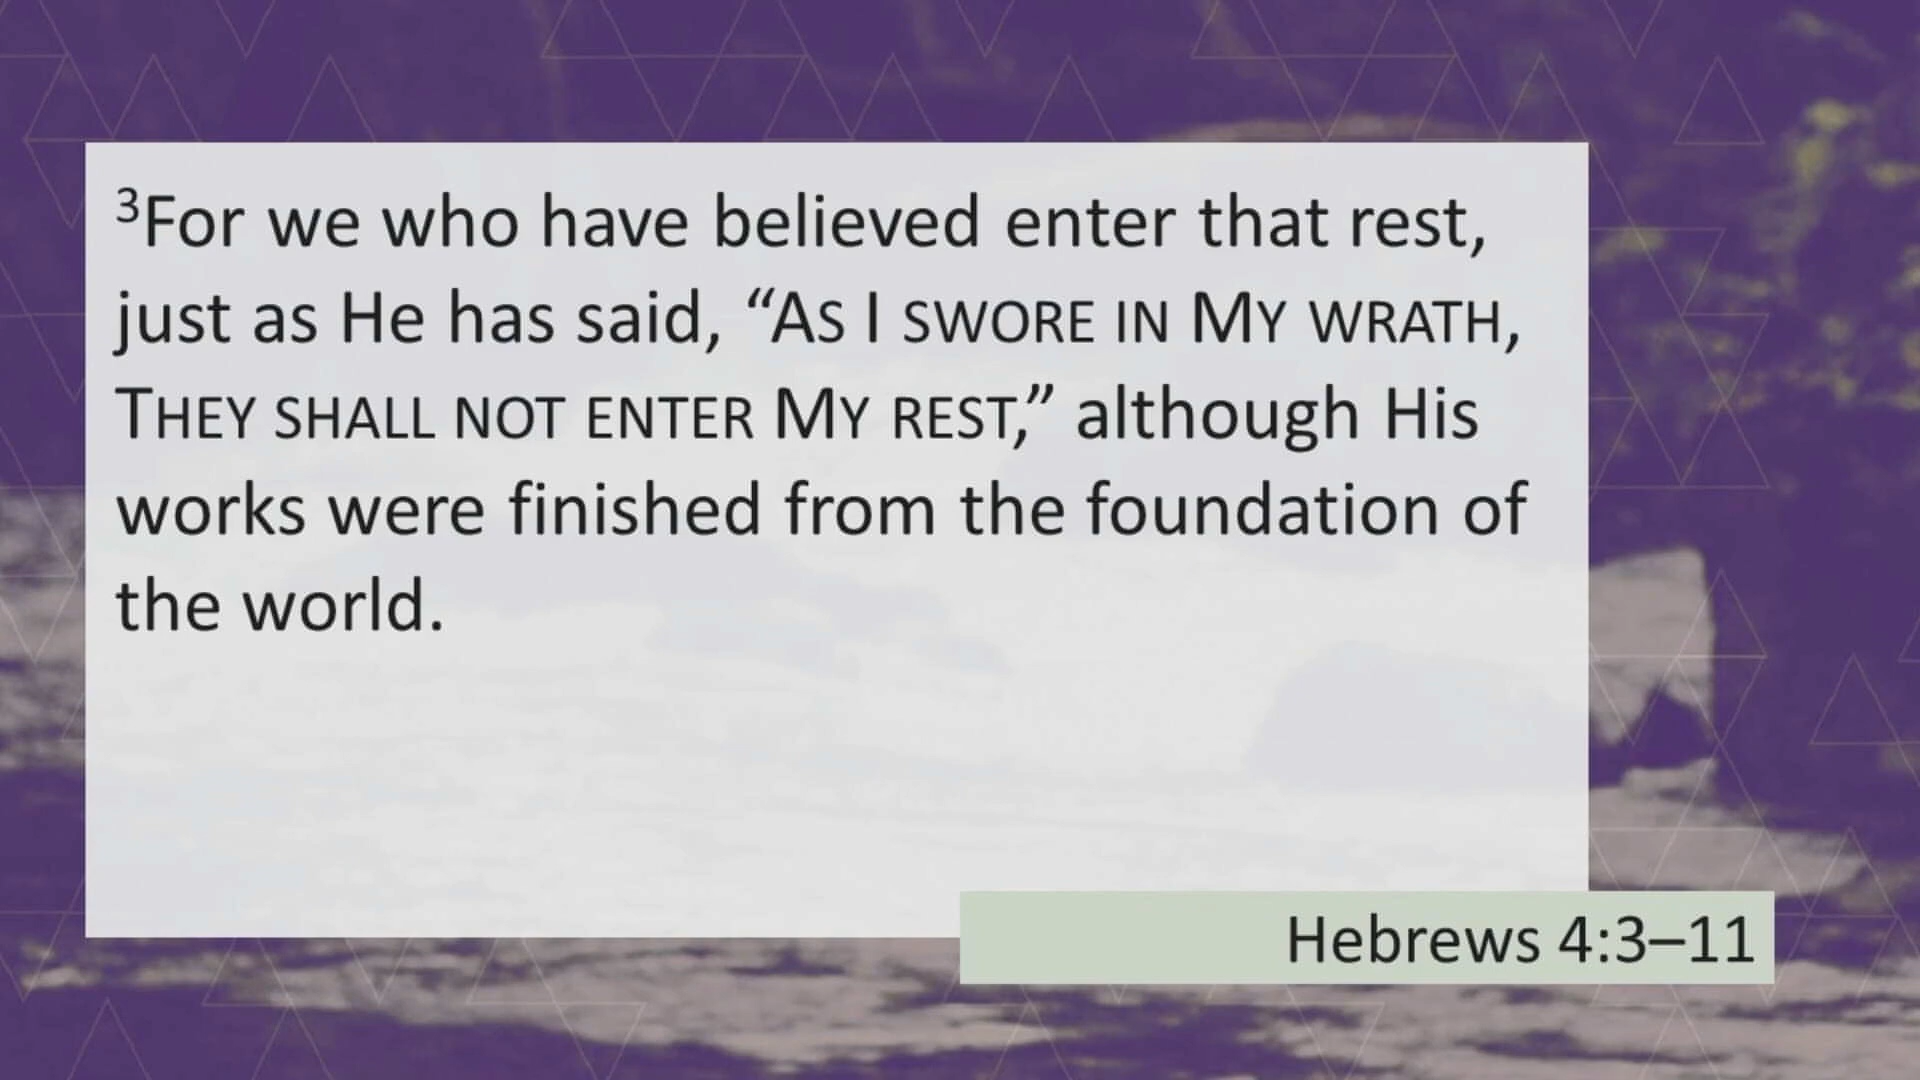 ³For we who have believed enter that rest,
just as He has said, “As I swore in My wrath,
They shall not enter My rest,” although His
works were finished from the foundation of
the world.
Hebrews 4:3–11